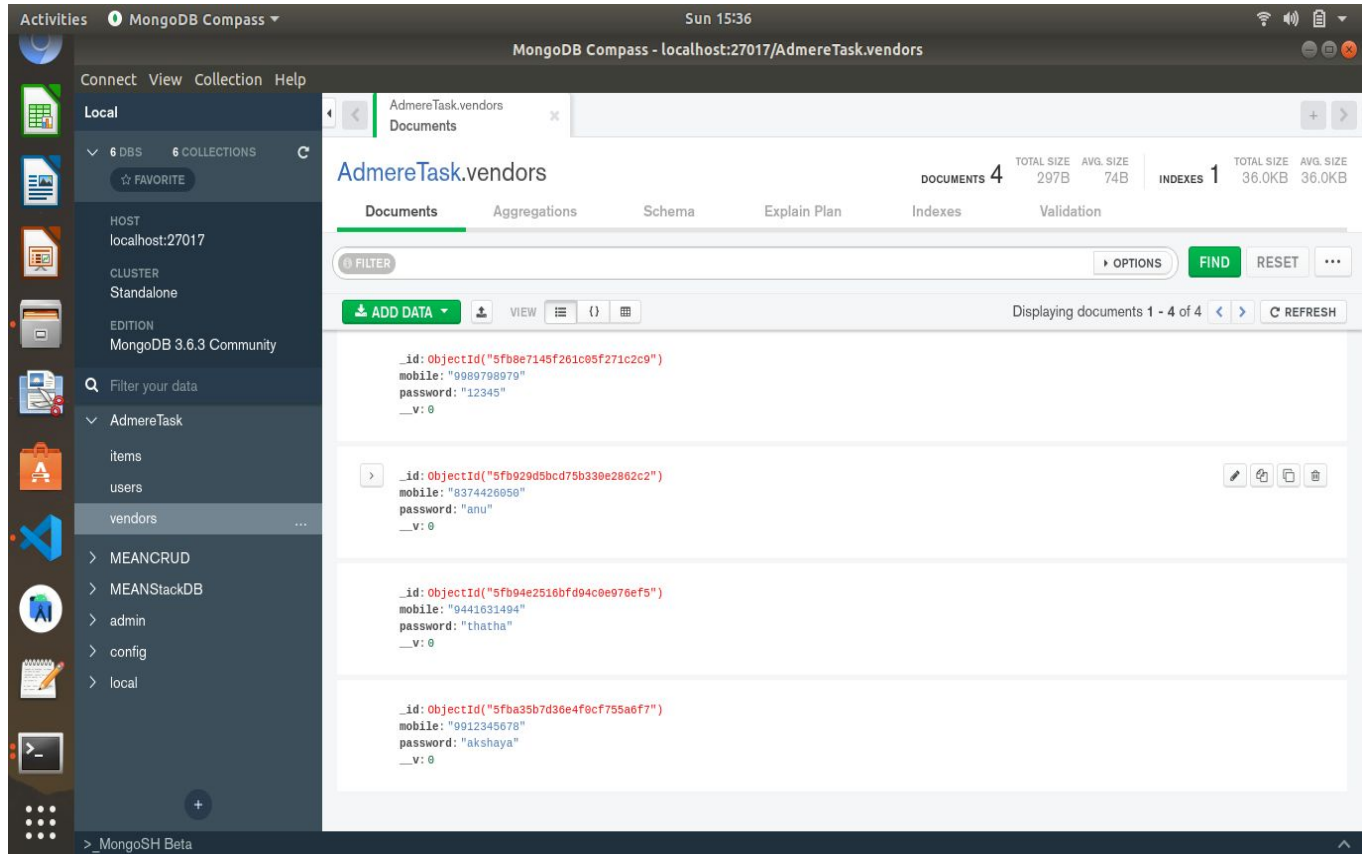 Activities MongoDB Compass Sun 15:36
MongoDB Compass - localhost:27017/AdmereTask.vendors
Connect View Collection Help
Local
6 DBS 6 COLLECTIONS
FAVORITE
HOST
localhost:27017
CLUSTER
Standalone
EDITION
MongoDB 3.6.3 Community
Filter your data
AdmereTask
items
users
vendors ...
MEANCRUD
MEANStackDB
admin
config
local
>_MongoSH Beta
AdmereTask.vendors
Documents
AdmereTask.vendors
DOCUMENTS 4 TOTAL SIZE 297B AVG. SIZE 74B INDEXES 1 TOTAL SIZE 36.0KB AVG. SIZE 36.0KB
Documents Aggregations Schema Explain Plan Indexes Validation
FILTER OPTIONS FIND RESET ...
ADD DATA VIEW {} Displaying documents 1 - 4 of 4 < > REFRESH
_id: ObjectId("5fb8e7145f261c05f271c2c9")
mobile: "9989798979"
password: "12345"
__v: 0
_id: ObjectId("5fb929d5bcd75b330e2862c2")
mobile: "8374426050"
password: "anu"
__v: 0
_id: ObjectId("5fb94e2516bfd94c0e976ef5")
mobile: "9441631494"
password: "thatha"
__v: 0
_id: ObjectId("5fba35b7d36e4f0cf755a6f7")
mobile: "9912345678"
password: "akshaya"
__v: 0